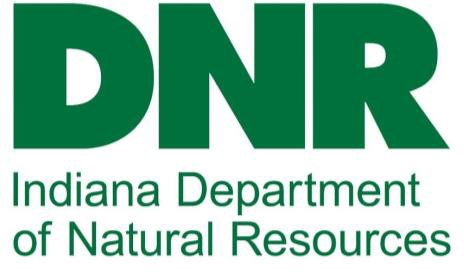 DNR
Indiana Department
of Natural Resources